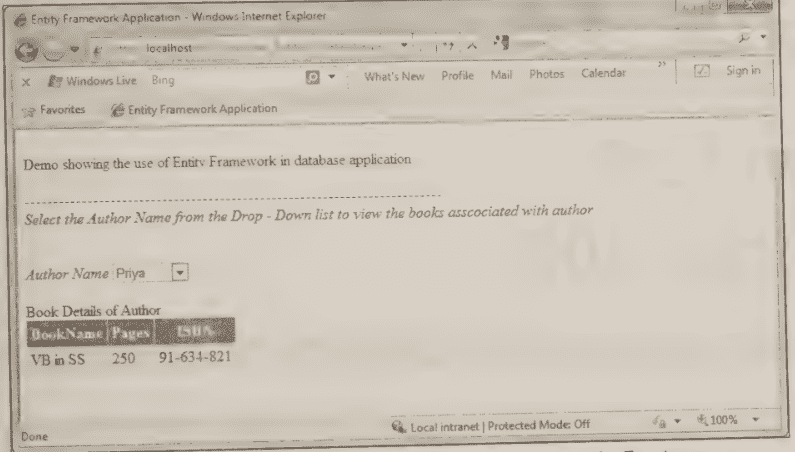 Entity Framework Application - Windows Internet Explorer
localhost
x Windows Live Bing What's New Profile Mail Photos Calendar » Sign in
Favorites Entity Framework Application
Demo showing the use of Entity Framework in database application
---------------------------------------------------------------
Select the Author Name from the Drop - Down list to view the books asscociated with author
Author Name Priya
Book Details of Author
BookName Pages
VB in SS 250 91-634-821
Done Local intranet | Protected Mode: Off 100%